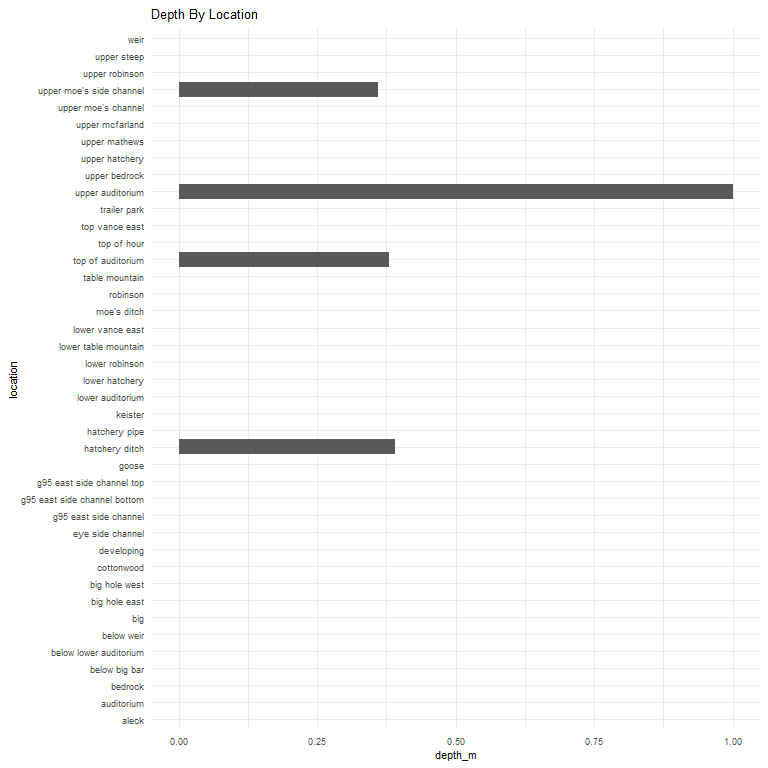 Depth By Location
weir
upper steep
upper robinson
upper moe's side channel
upper moe's channel
upper mcfarland
upper mathews
upper hatchery
upper bedrock
upper auditorium
trailer park
top vance east
top of hour
top of auditorium
table mountain
robinson
moe's ditch
lower vance east
lower table mountain
lower robinson
lower hatchery
lower auditorium
keister
hatchery pipe
hatchery ditch
goose
g95 east side channel top
g95 east side channel bottom
g95 east side channel
eye side channel
developing
cottonwood
big hole west
big hole east
big
below weir
below lower auditorium
below big bar
bedrock
auditorium
aleck
location
0.00 0.25 0.50 0.75 1.00
depth_m